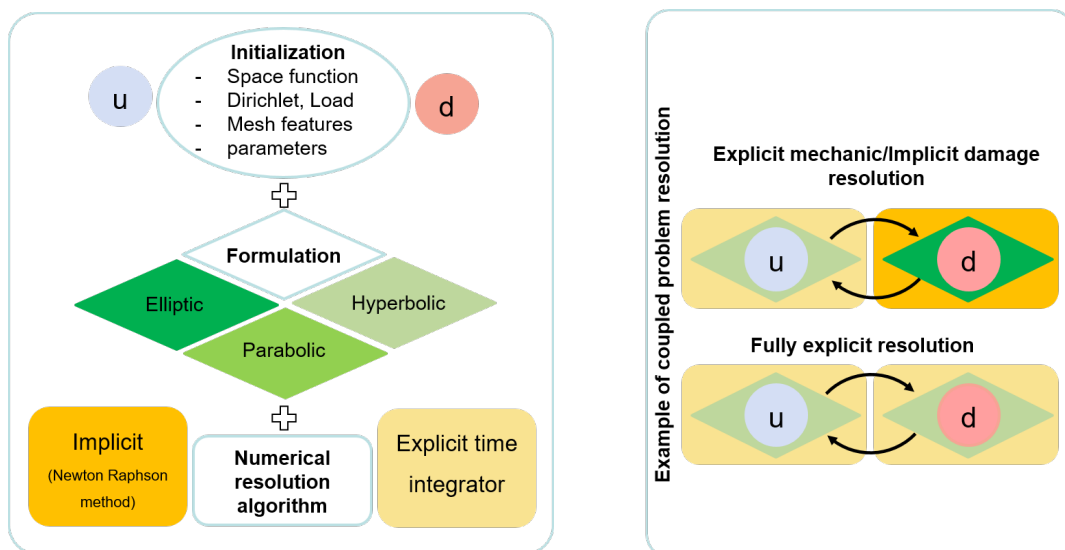 Initialization
- Space function
- Dirichlet, Load
- Mesh features
- parameters
u
d
Formulation
Elliptic
Hyperbolic
Parabolic
Implicit
(Newton Raphson
method)
Numerical
resolution
algorithm
Explicit time
integrator
Example of coupled problem resolution
Explicit mechanic/Implicit damage
resolution
u
d
Fully explicit resolution
u
d